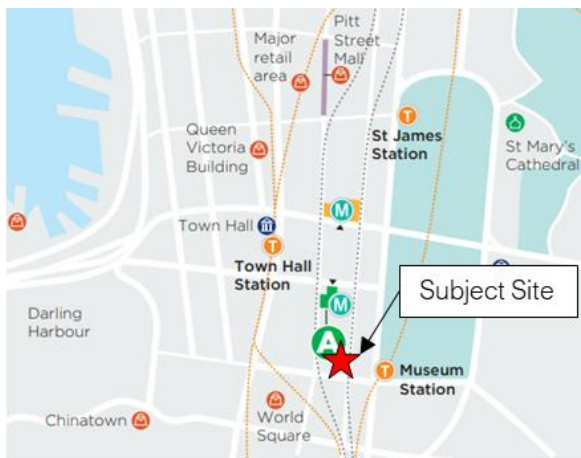 Major
retail
area
Pitt
Street
Mall
T
St James
Station
Queen
Victoria
Building
St Mary's
Cathedral
M
Town Hall
T
Town Hall
Station
Subject Site
M
Darling
Harbour
A
T
Museum
Station
Chinatown
World
Square